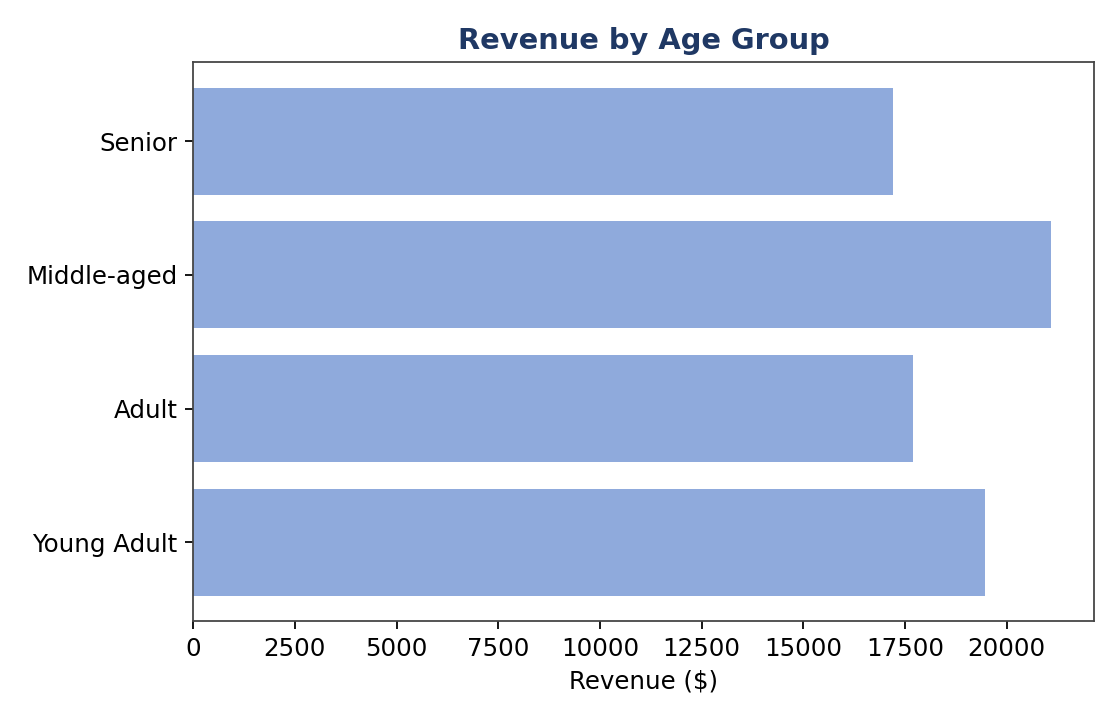 Revenue by Age Group
Senior
Middle-aged
Adult
Young Adult
0 2500 5000 7500 10000 12500 15000 17500 20000
Revenue ($)